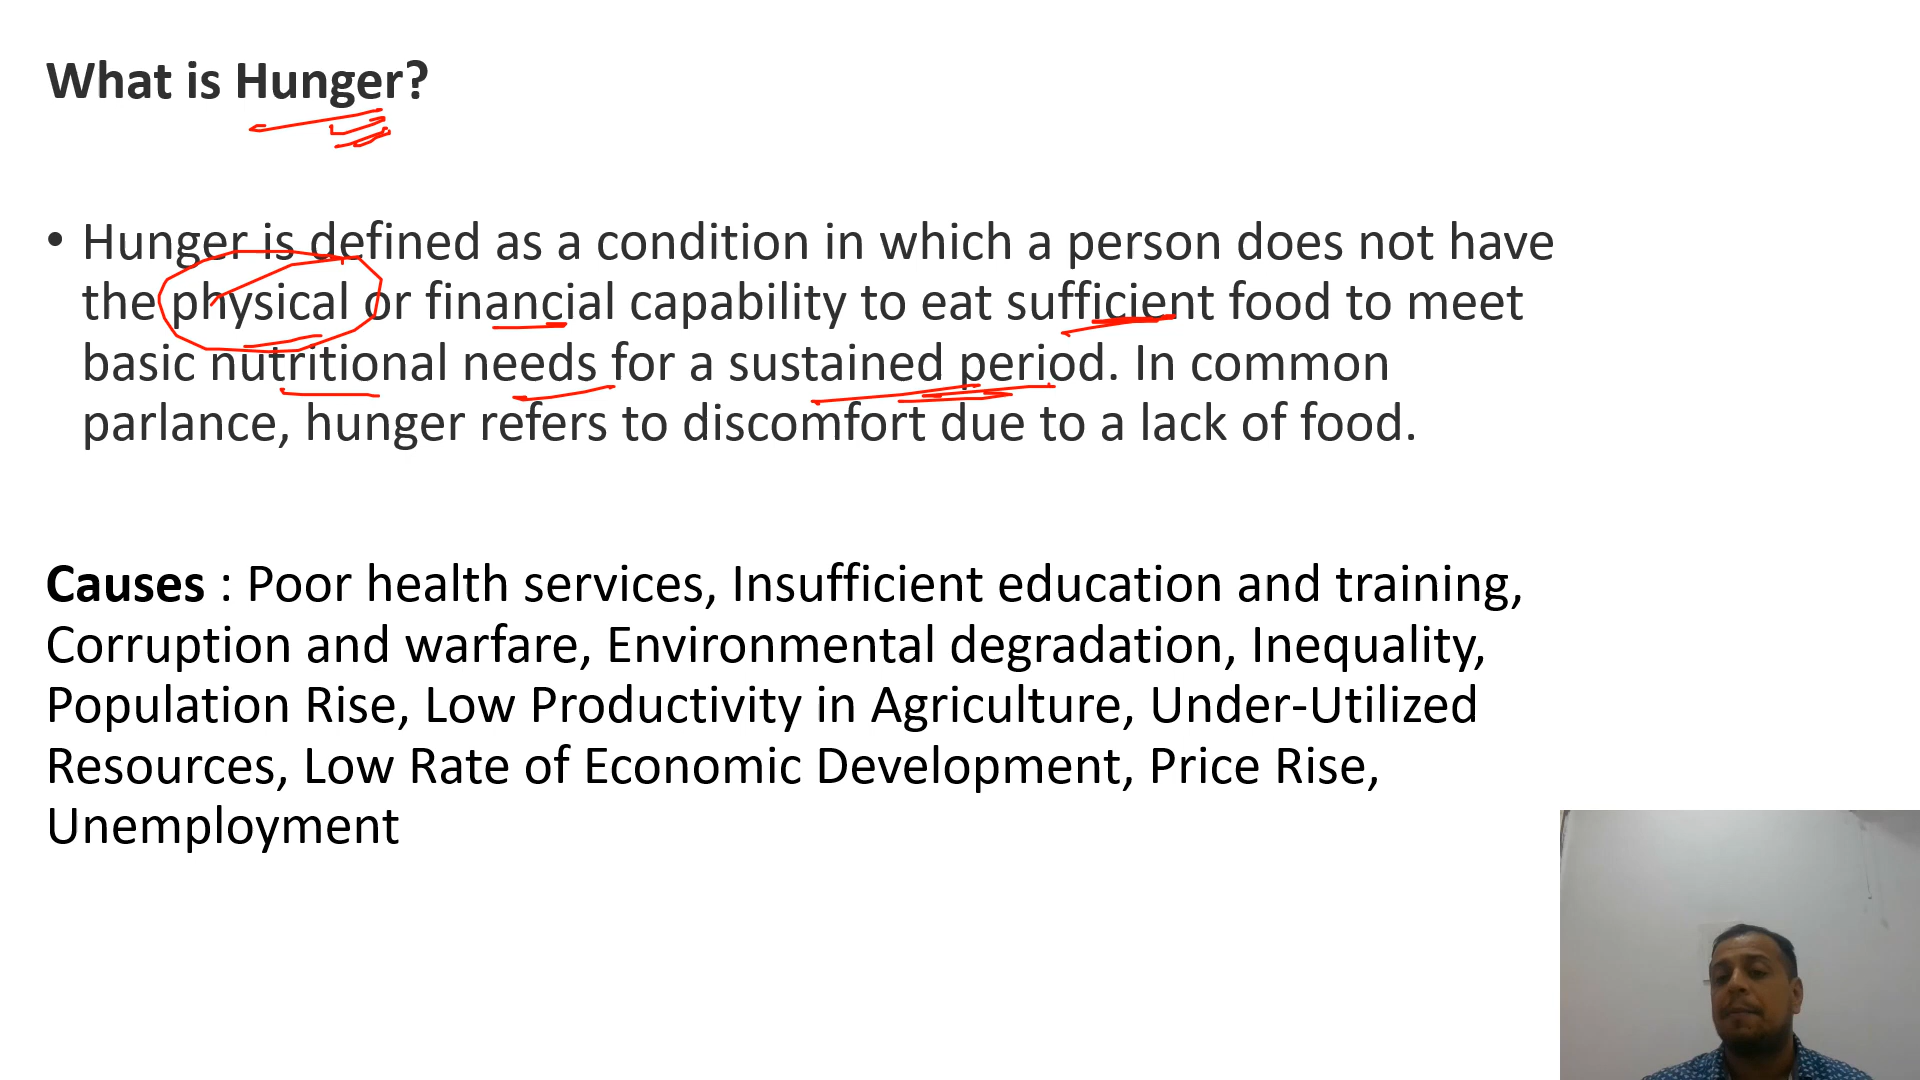 What is Hunger?
• Hunger is defined as a condition in which a person does not have
the physical or financial capability to eat sufficient food to meet
basic nutritional needs for a sustained period. In common
parlance, hunger refers to discomfort due to a lack of food.
Causes : Poor health services, Insufficient education and training,
Corruption and warfare, Environmental degradation, Inequality,
Population Rise, Low Productivity in Agriculture, Under-Utilized
Resources, Low Rate of Economic Development, Price Rise,
Unemployment